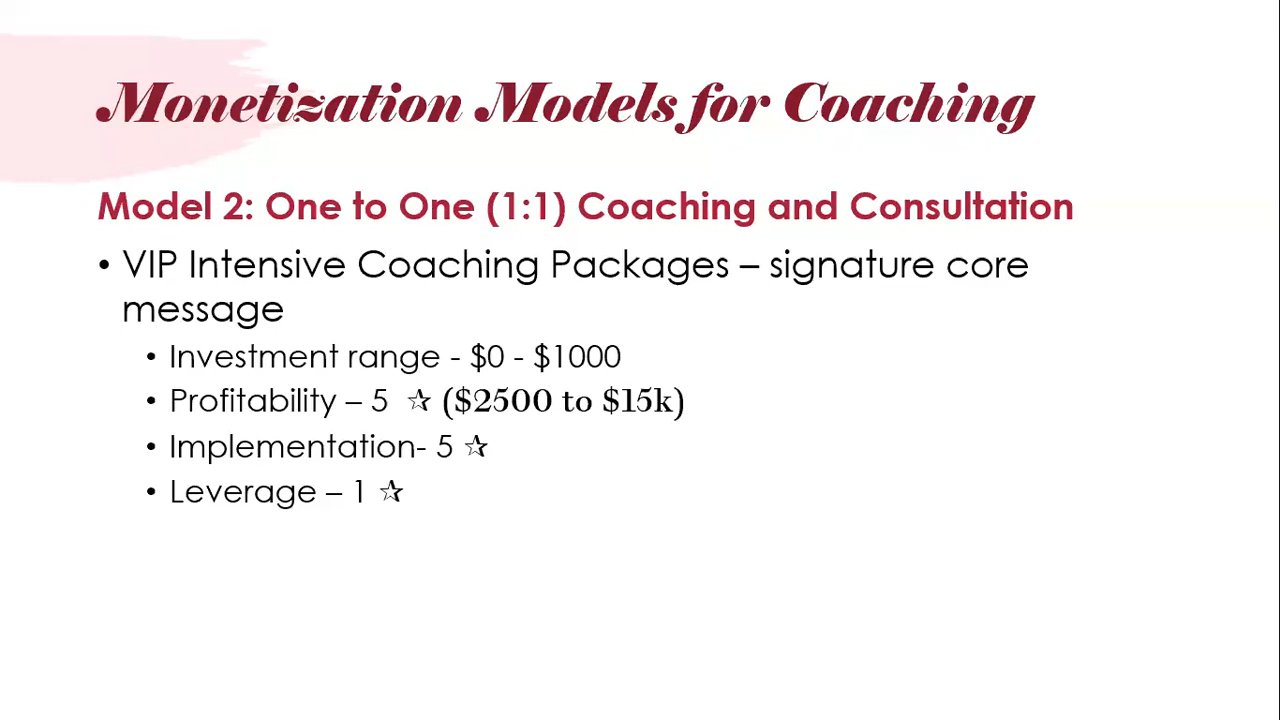 Monetization Models for Coaching
Model 2: One to One (1:1) Coaching and Consultation
• VIP Intensive Coaching Packages – signature core
message
• Investment range - $0 - $1000
• Profitability – 5 ☆ ($2500 to $15k)
• Implementation- 5 ☆
• Leverage – 1 ☆